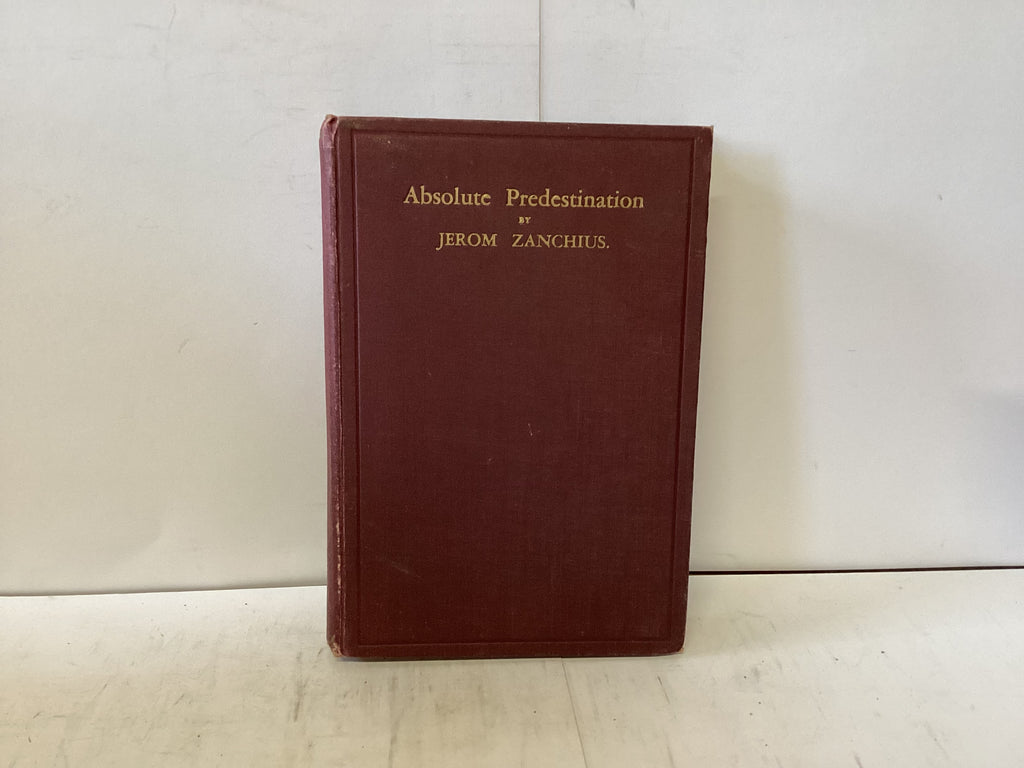 Absolute Predestination
BY
JEROM ZANCHIUS.